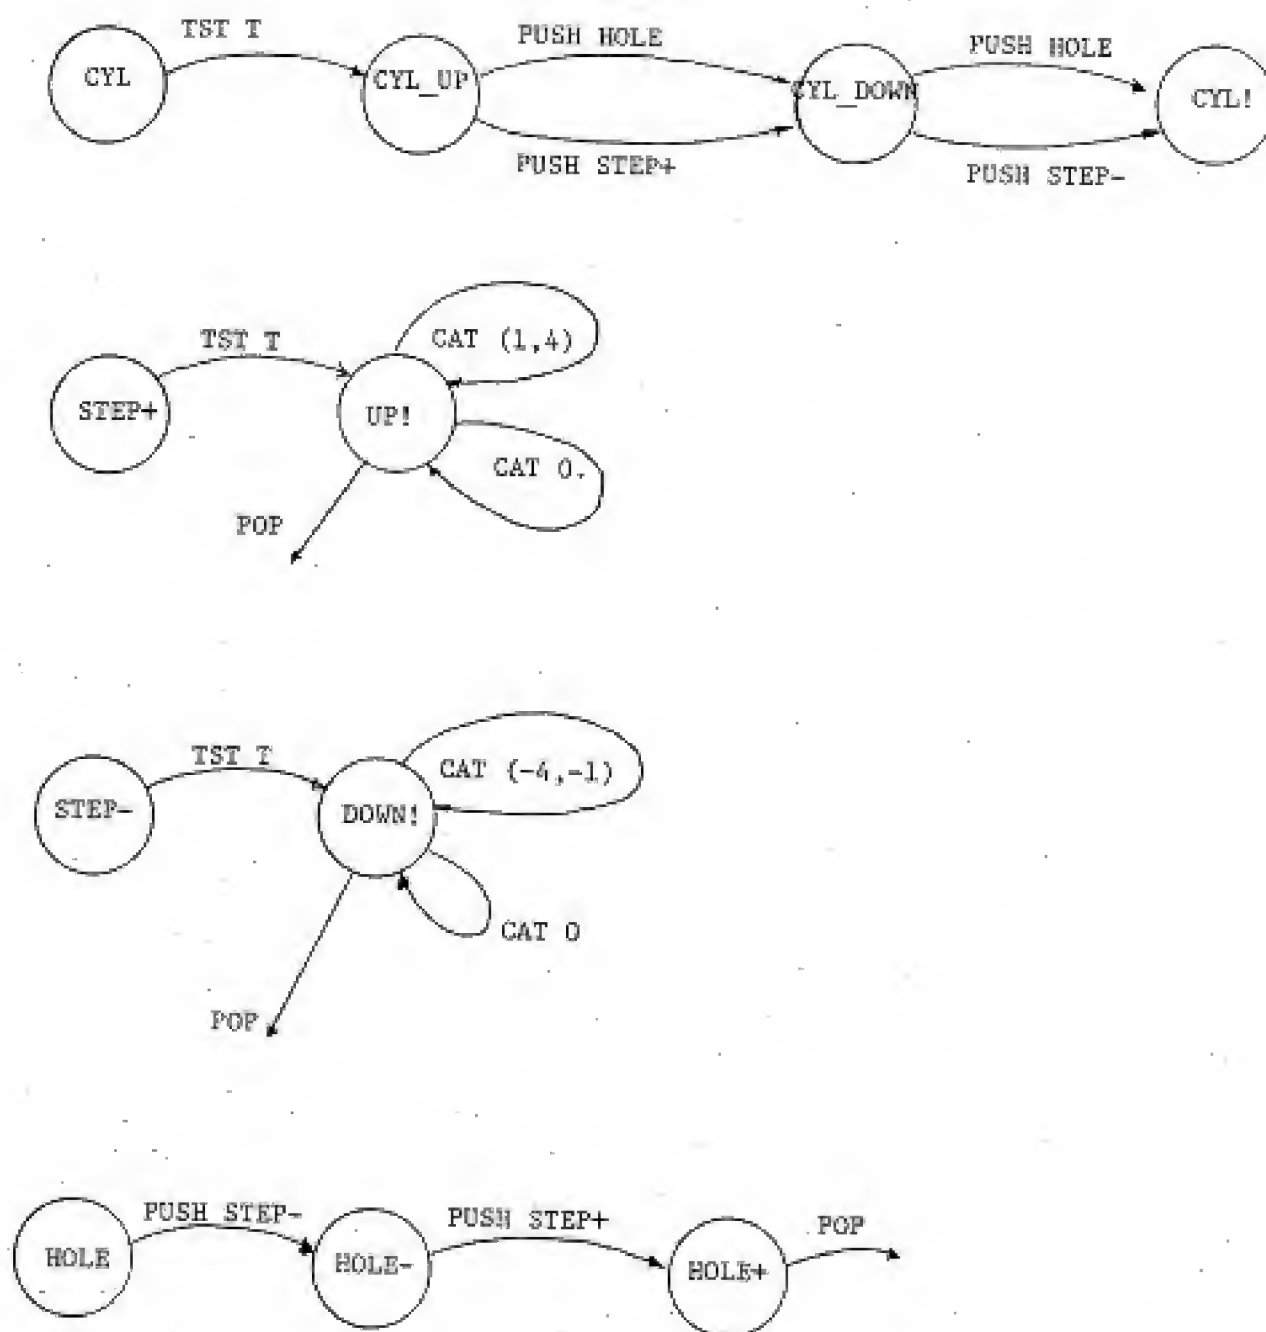 TST T
PUSH HOLE
PUSH HOLE
CYL
CYL_UP
CYL_DOWN
CYL!
PUSH STEP+
PUSH STEP-
TST T
CAT (1,4)
STEP+
UP!
CAT 0.
POP
TST T
CAT (-4,-1)
STEP-
DOWN!
CAT 0
POP
PUSH STEP-
PUSH STEP+
POP
HOLE
HOLE-
HOLE+